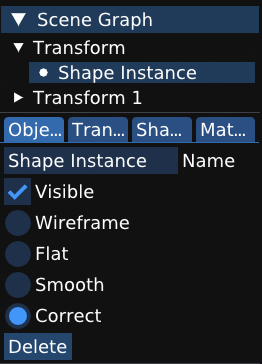 Scene Graph
Transform
Shape Instance
Transform 1
Obje... Tran... Sha... Mat...
Shape Instance Name
Visible
Wireframe
Flat
Smooth
Correct
Delete